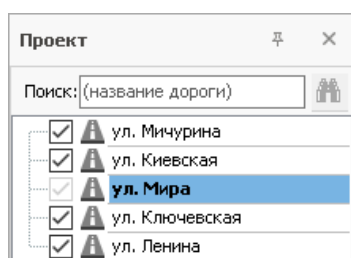 Проект
Поиск: (название дороги)
ул. Мичурина
ул. Киевская
ул. Мира
ул. Ключевская
ул. Ленина